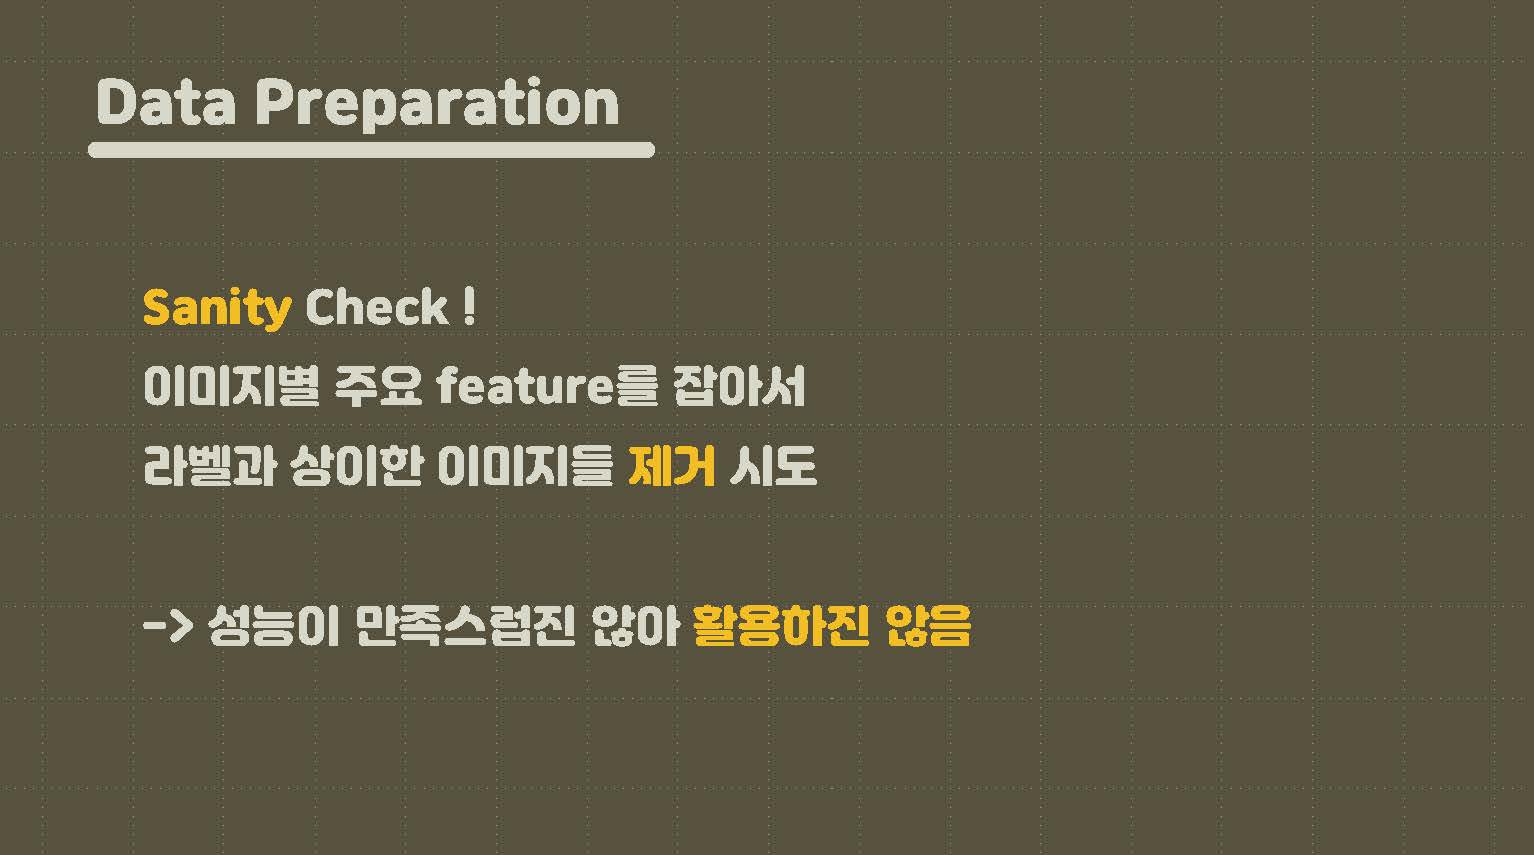 Data Preparation
Sanity Check !
이미지별 주요 feature를 잡아서
라벨과 상이한 이미지들 제거 시도
-> 성능이 만족스럽진 않아 활용하진 않음